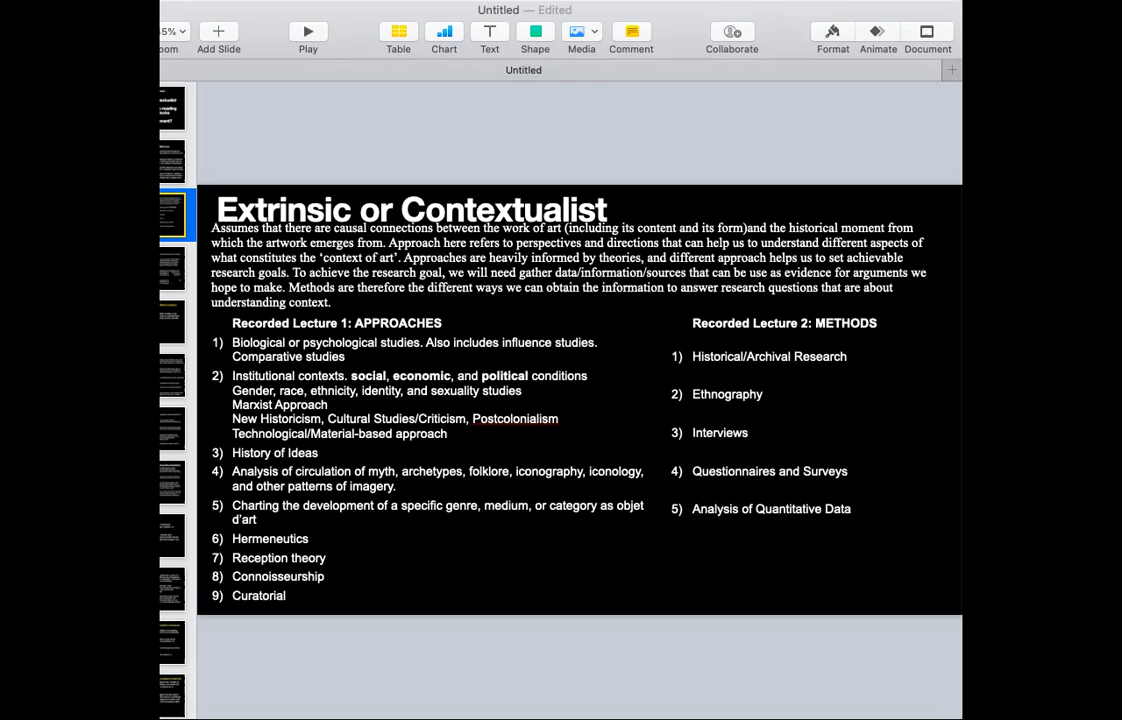 Untitled — Edited
5%
oom
Add Slide
Play
Table
Chart
Text
Shape
Media
Comment
Collaborate
Format
Animate
Document
Untitled
Extrinsic or Contextualist
Assumes that there are causal connections between the work of art (including its content and its form)and the historical moment from
which the artwork emerges from. Approach here refers to perspectives and directions that can help us to understand different aspects of
what constitutes the ‘context of art’. Approaches are heavily informed by theories, and different approach helps us to set achievable
research goals. To achieve the research goal, we will need gather data/information/sources that can be use as evidence for arguments we
hope to make. Methods are therefore the different ways we can obtain the information to answer research questions that are about
understanding context.
Recorded Lecture 1: APPROACHES
1) Biological or psychological studies. Also includes influence studies.
Comparative studies
2) Institutional contexts. social, economic, and political conditions
Gender, race, ethnicity, identity, and sexuality studies
Marxist Approach
New Historicism, Cultural Studies/Criticism, Postcolonialism
Technological/Material-based approach
3) History of Ideas
4) Analysis of circulation of myth, archetypes, folklore, iconography, iconology,
and other patterns of imagery.
5) Charting the development of a specific genre, medium, or category as objet
d’art
6) Hermeneutics
7) Reception theory
8) Connoisseurship
9) Curatorial
Recorded Lecture 2: METHODS
1) Historical/Archival Research
2) Ethnography
3) Interviews
4) Questionnaires and Surveys
5) Analysis of Quantitative Data